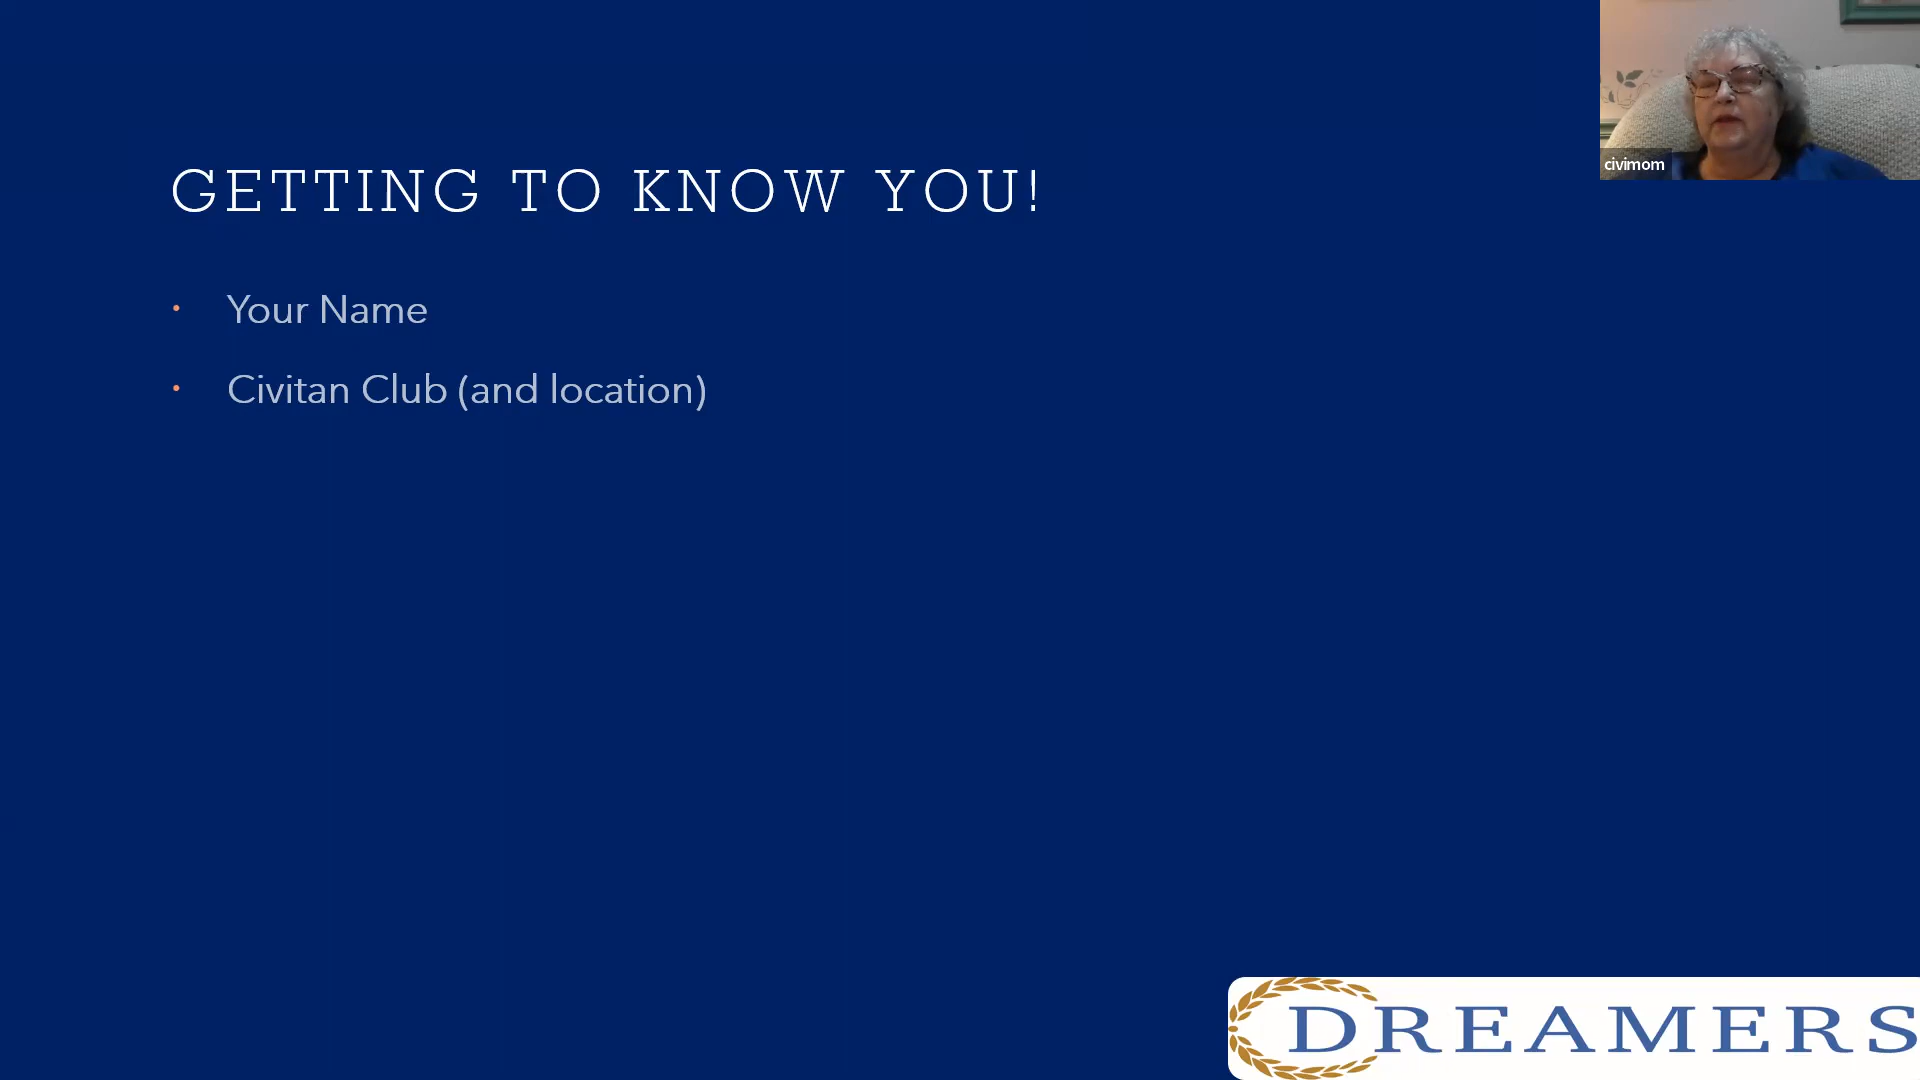 civimom
GETTING TO KNOW YOU!
Your Name
Civitan Club (and location)
DREAMERS